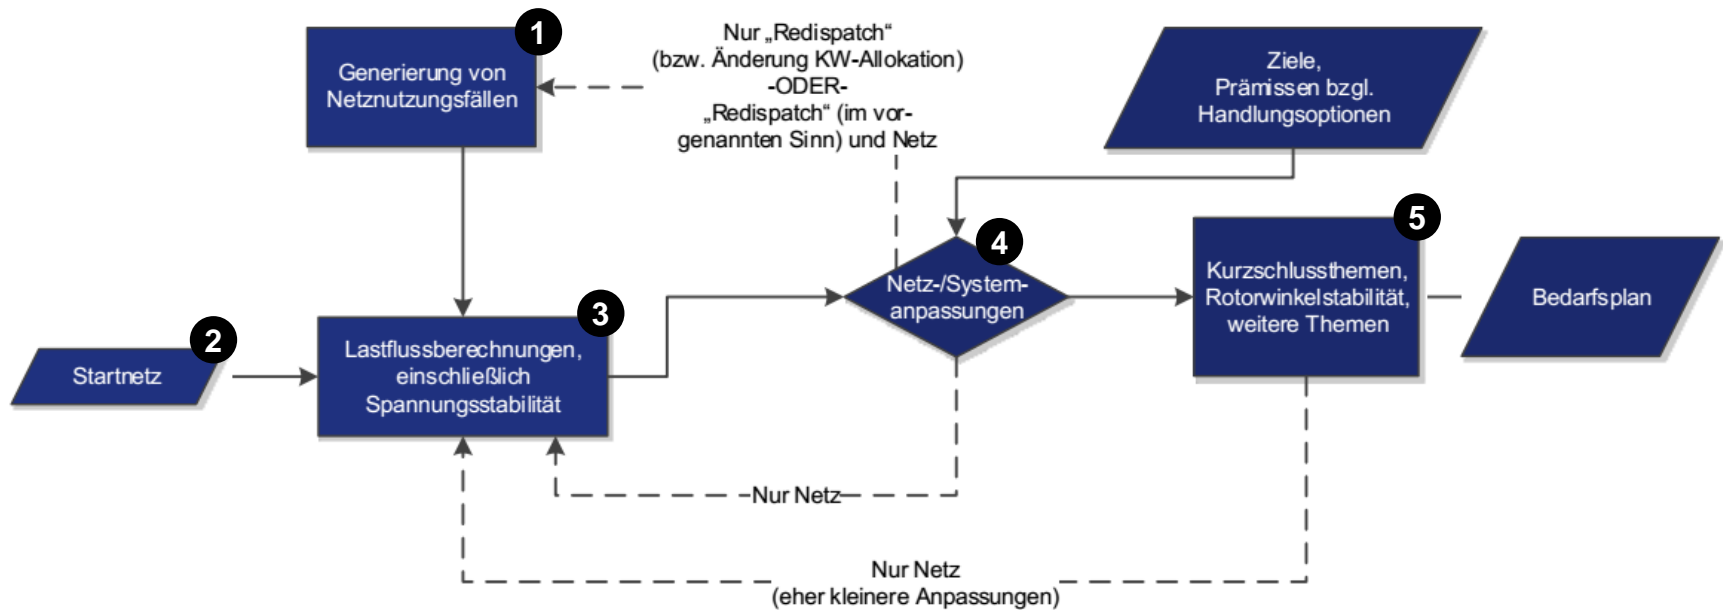 1
Generierung von
Netznutzungsfällen
Nur „Redispatch“
(bzw. Änderung KW-Allokation)
-ODER-
„Redispatch“ (im vor-
genannten Sinn) und Netz
Ziele,
Prämissen bzgl.
Handlungsoptionen
2
Startnetz
3
Lastflussberechnungen,
einschließlich
Spannungsstabilität
4
Netz-/System-
anpassungen
5
Kurzschlussthemen,
Rotorwinkelstabilität,
weitere Themen
Bedarfsplan
Nur Netz
Nur Netz
(eher kleinere Anpassungen)